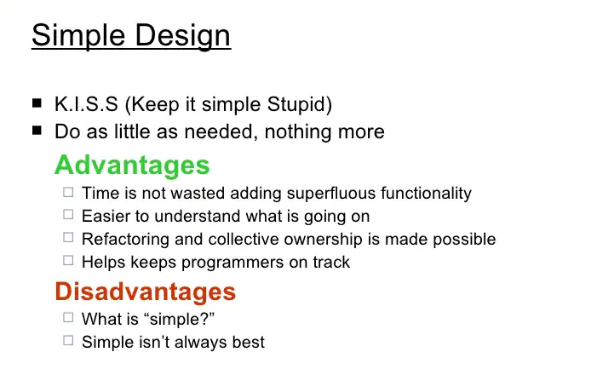 Simple Design
K.I.S.S (Keep it simple Stupid)
Do as little as needed, nothing more
Advantages
Time is not wasted adding superfluous functionality
Easier to understand what is going on
Refactoring and collective ownership is made possible
Helps keeps programmers on track
Disadvantages
What is “simple?”
Simple isn’t always best